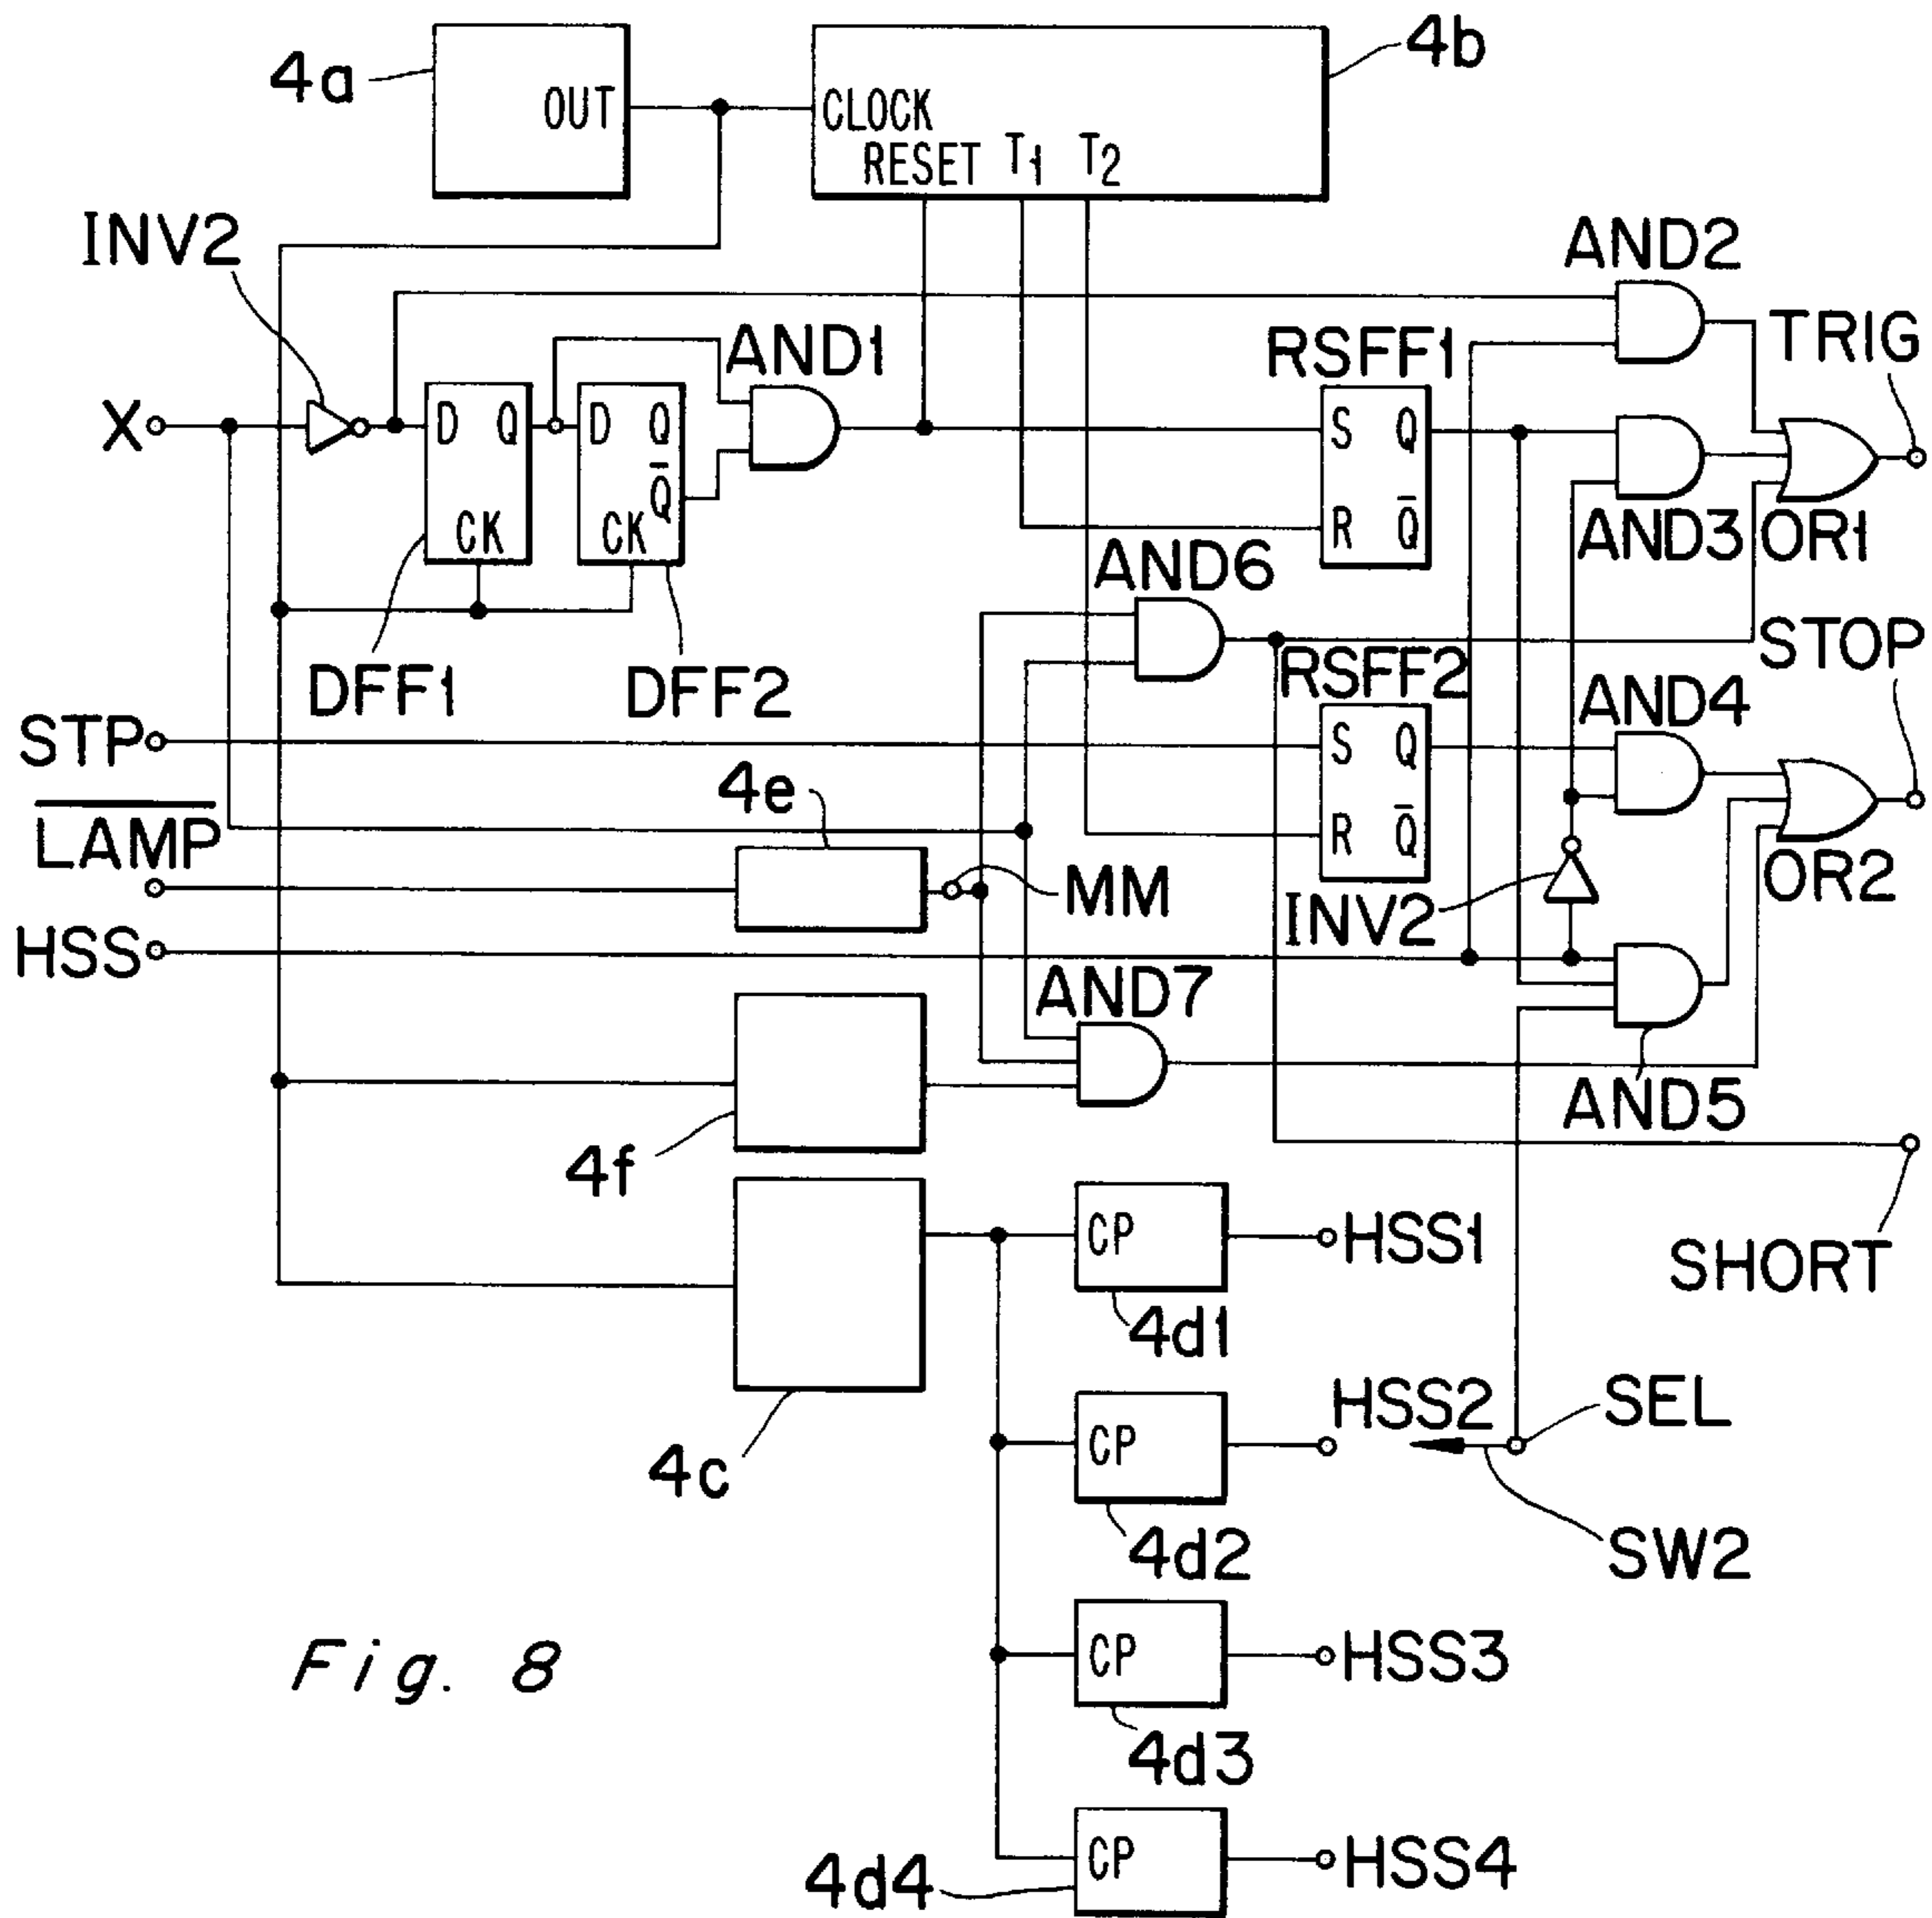 4a
OUT
4b
CLOCK
RESET T1 T2
INV2
AND2
AND1
RSFF1
TRIG
X
D Q
CK
D Q
Q̅
CK
S Q
R Q̅
AND3
OR1
AND6
DFF1
DFF2
RSFF2
STOP
STP
S Q
R Q̅
AND4
4e
L̅A̅M̅P̅
MM
OR2
INV2
HSS
AND7
AND5
4f
SHORT
CP
HSS1
4d1
4c
CP
HSS2
SEL
4d2
SW2
CP
HSS3
4d3
CP
HSS4
4d4
Fig. 8